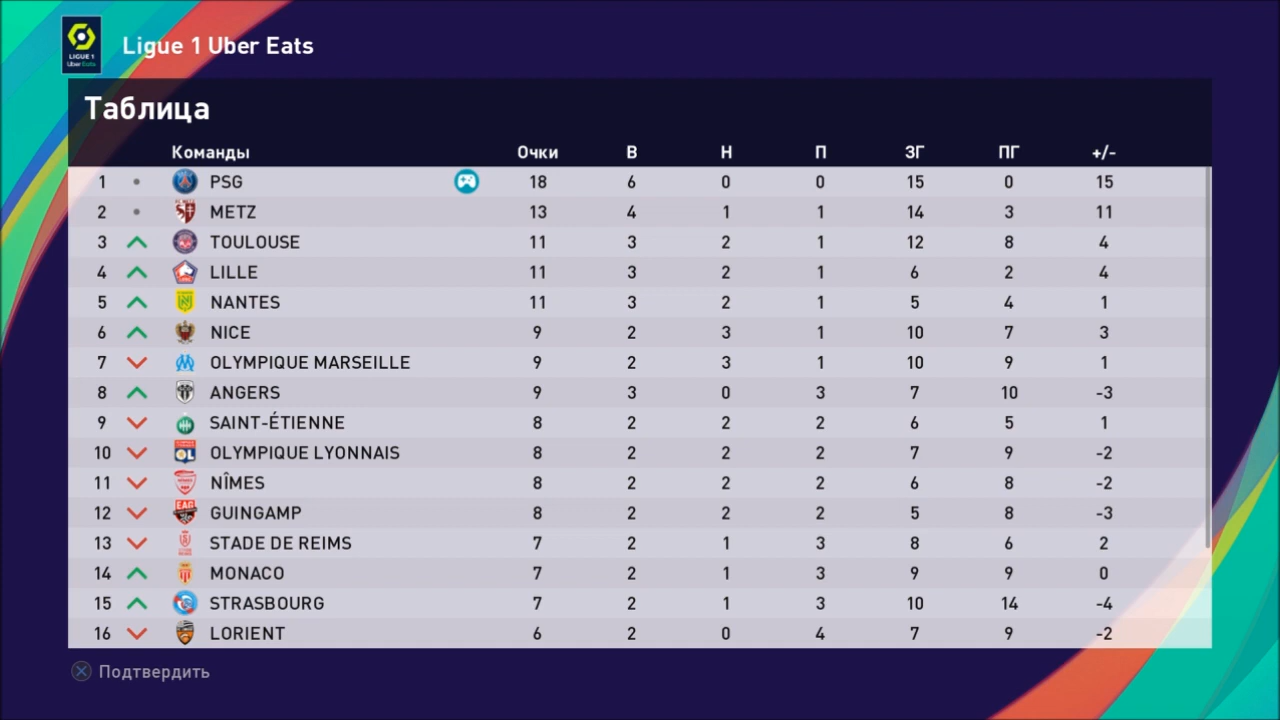 LIGUE 1
Uber Eats
Ligue 1 Uber Eats
Таблица
Команды Очки В Н П ЗГ ПГ +/-
1 PSG 18 6 0 0 15 0 15
2 METZ 13 4 1 1 14 3 11
3 TOULOUSE 11 3 2 1 12 8 4
4 LILLE 11 3 2 1 6 2 4
5 NANTES 11 3 2 1 5 4 1
6 NICE 9 2 3 1 10 7 3
7 OLYMPIQUE MARSEILLE 9 2 3 1 10 9 1
8 ANGERS 9 3 0 3 7 10 -3
9 SAINT-ÉTIENNE 8 2 2 2 6 5 1
10 OLYMPIQUE LYONNAIS 8 2 2 2 7 9 -2
11 NÎMES 8 2 2 2 6 8 -2
12 GUINGAMP 8 2 2 2 5 8 -3
13 STADE DE REIMS 7 2 1 3 8 6 2
14 MONACO 7 2 1 3 9 9 0
15 STRASBOURG 7 2 1 3 10 14 -4
16 LORIENT 6 2 0 4 7 9 -2
Подтвердить